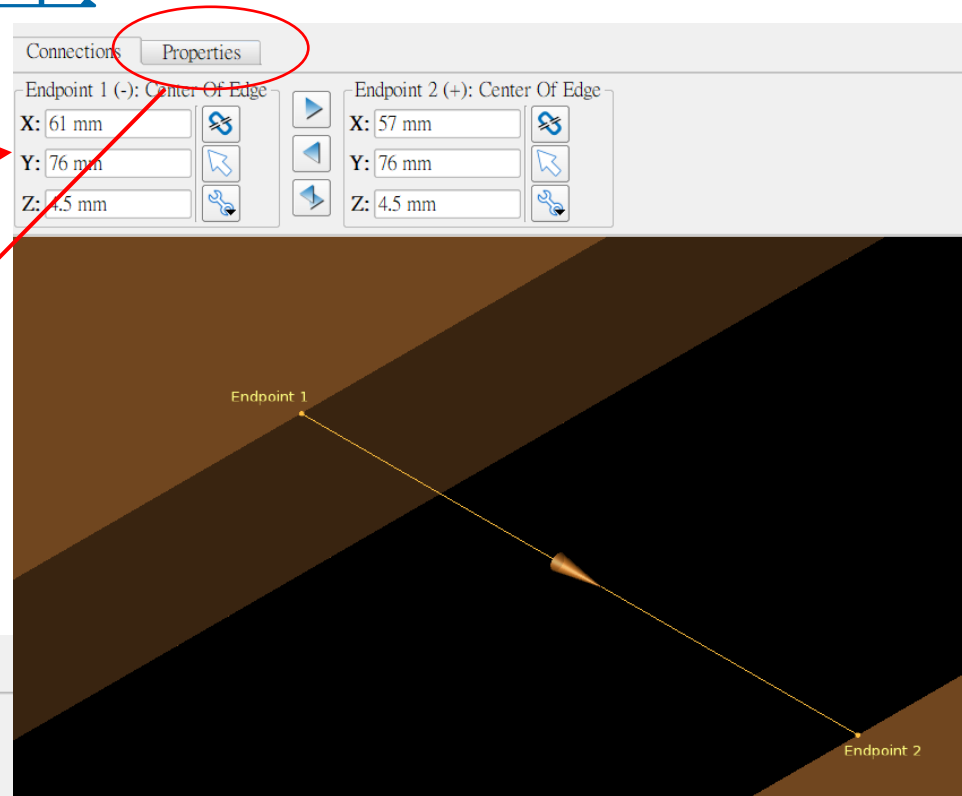 Connections Properties
Endpoint 1 (-): Center Of Edge
X: 61 mm
Y: 76 mm
Z: 4.5 mm
Endpoint 2 (+): Center Of Edge
X: 57 mm
Y: 76 mm
Z: 4.5 mm
Endpoint 1
Endpoint 2